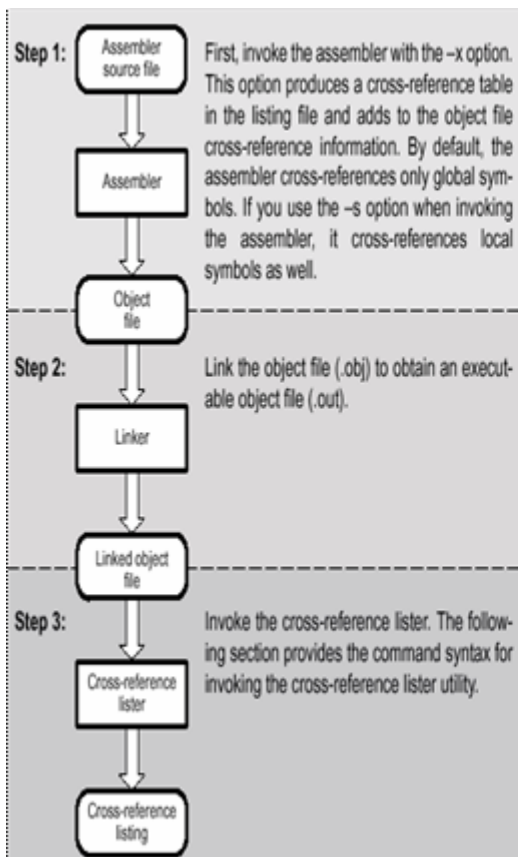 Step 1:
Assembler
source file
First, invoke the assembler with the –x option.
This option produces a cross-reference table
in the listing file and adds to the object file
cross-reference information. By default, the
assembler cross-references only global sym-
bols. If you use the –s option when invoking
the assembler, it cross-references local
symbols as well.
Assembler
Object
file
Step 2:
Link the object file (.obj) to obtain an execut-
able object file (.out).
Linker
Linked object
file
Step 3:
Invoke the cross-reference lister. The follow-
ing section provides the command syntax for
invoking the cross-reference lister utility.
Cross-reference
lister
Cross-reference
listing